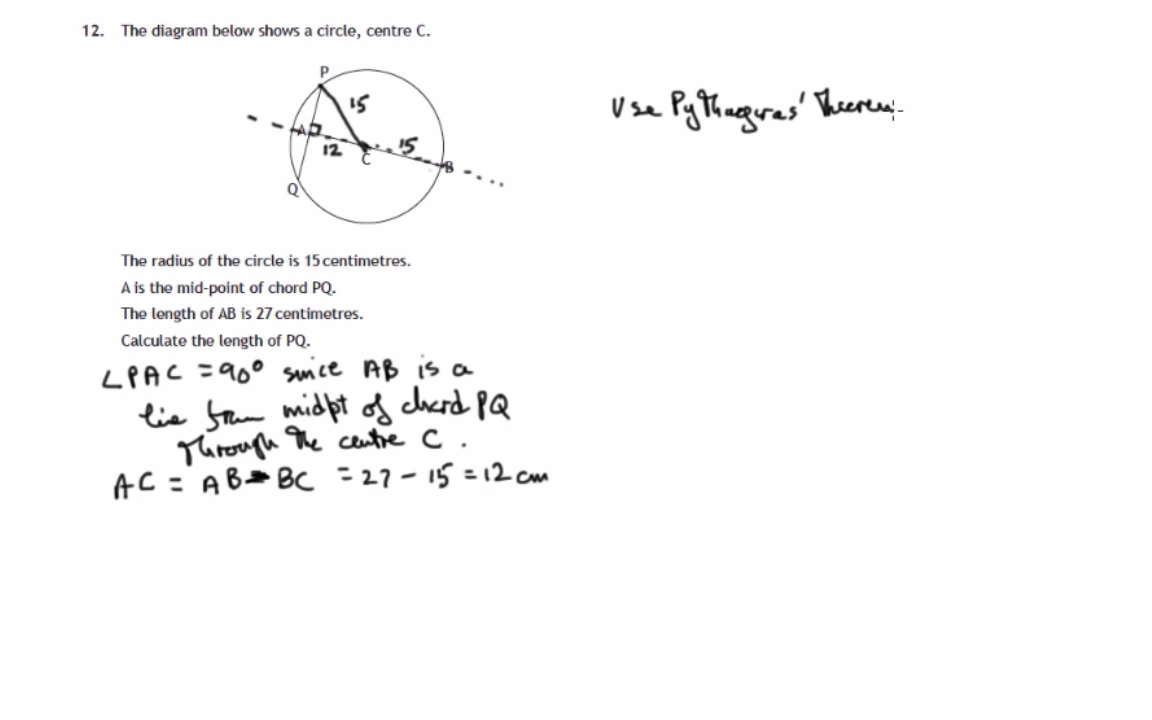 12. The diagram below shows a circle, centre C.
P
15
A
12
C
15
B
Q
Use Pythagoras' Theorem
The radius of the circle is 15 centimetres.
A is the mid-point of chord PQ.
The length of AB is 27 centimetres.
Calculate the length of PQ.
∠PAC = 90° since AB is a
line from midpt of chord PQ
Through the centre C.
AC = AB - BC = 27 - 15 = 12 cm